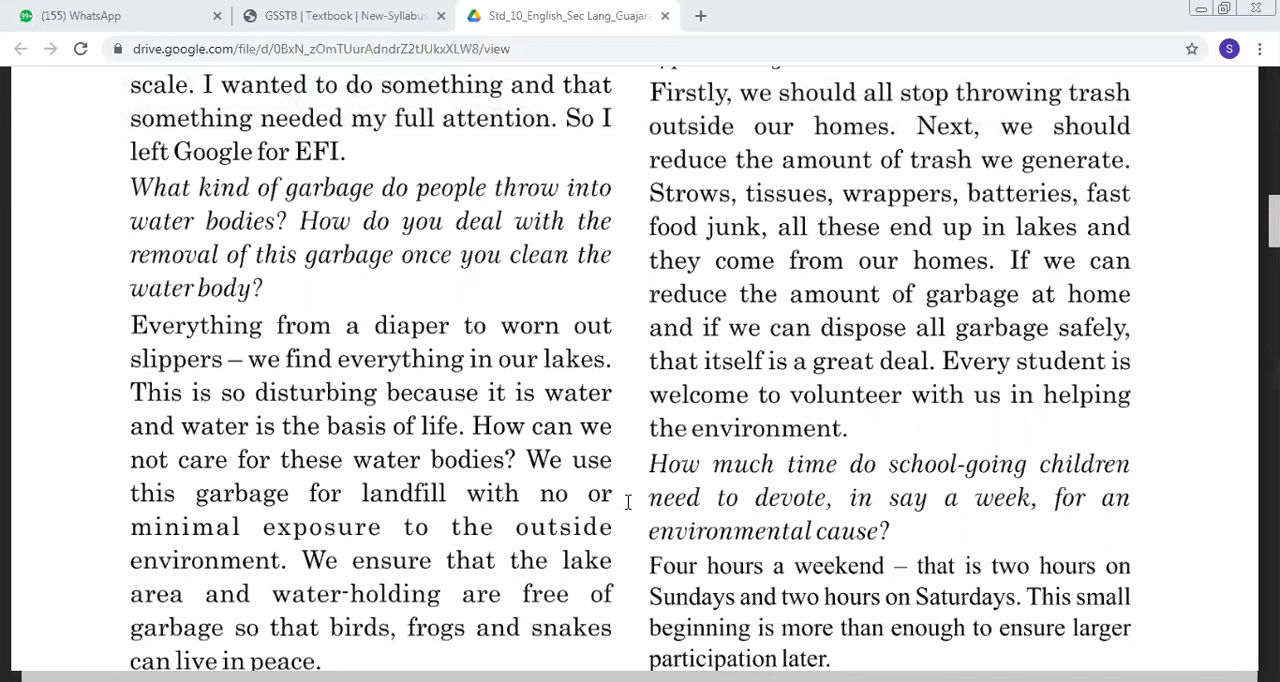 (155) WhatsApp
GSSTB | Textbook | New-Syllabus
Std_10_English_Sec Lang_Guajara
drive.google.com/file/d/0BxN_zOmTUurAdndrZ2tJUkxXLW8/view
S
scale. I wanted to do something and that
something needed my full attention. So I
left Google for EFI.
What kind of garbage do people throw into
water bodies? How do you deal with the
removal of this garbage once you clean the
water body?
Everything from a diaper to worn out
slippers – we find everything in our lakes.
This is so disturbing because it is water
and water is the basis of life. How can we
not care for these water bodies? We use
this garbage for landfill with no or
minimal exposure to the outside
environment. We ensure that the lake
area and water-holding are free of
garbage so that birds, frogs and snakes
can live in peace.
Firstly, we should all stop throwing trash
outside our homes. Next, we should
reduce the amount of trash we generate.
Strows, tissues, wrappers, batteries, fast
food junk, all these end up in lakes and
they come from our homes. If we can
reduce the amount of garbage at home
and if we can dispose all garbage safely,
that itself is a great deal. Every student is
welcome to volunteer with us in helping
the environment.
How much time do school-going children
need to devote, in say a week, for an
environmental cause?
Four hours a weekend – that is two hours on
Sundays and two hours on Saturdays. This small
beginning is more than enough to ensure larger
participation later.